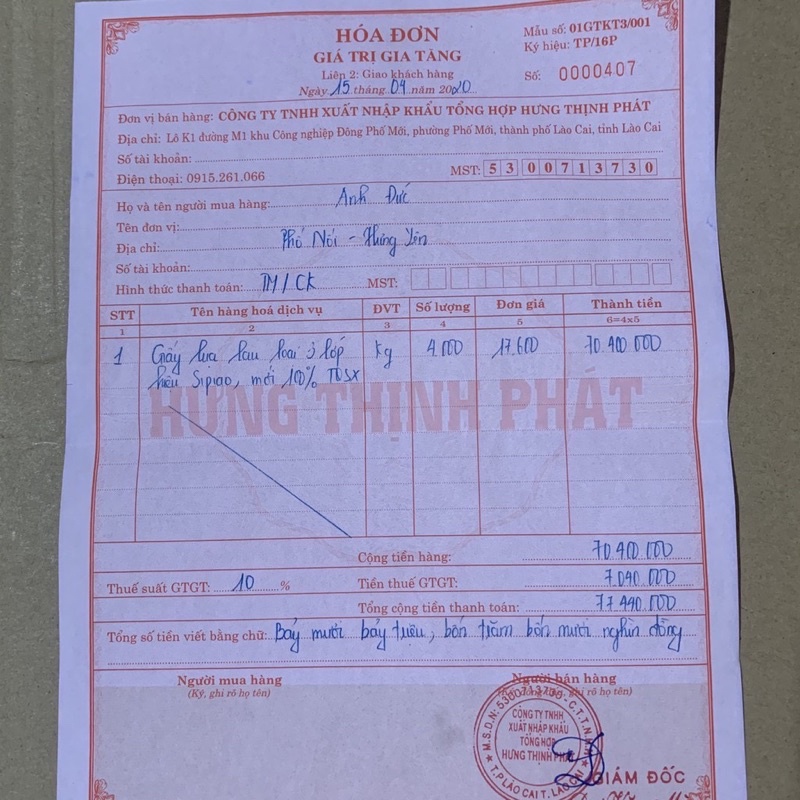 HÓA ĐƠN
GIÁ TRỊ GIA TĂNG
Liên 2: Giao khách hàng
Ngày 15 tháng 04 năm 2020
Mẫu số: 01GTKT3/001
Ký hiệu: TP/16P
Số: 0000407
Đơn vị bán hàng: CÔNG TY TNHH XUẤT NHẬP KHẨU TỔNG HỢP HƯNG THỊNH PHÁT
Địa chỉ: Lô K1 đường M1 khu Công nghiệp Đông Phố Mới, phường Phố Mới, thành phố Lào Cai, tỉnh Lào Cai
Số tài khoản:
Điện thoại: 0915.261.066 MST: 5300713730
Họ và tên người mua hàng: Anh Đức
Tên đơn vị:
Địa chỉ: Phố Nối - Hưng Yên
Số tài khoản:
Hình thức thanh toán: TM/CK MST:
STT Tên hàng hoá dịch vụ ĐVT Số lượng Đơn giá Thành tiền
1 2 3 4 5 6=4x5
1 Giấy lụa lau loại 3 lớp kg 4.000 17.600 70.400 000
hiệu Sipiao, mới 100% TQSX
HƯNG THỊNH PHÁT
Cộng tiền hàng: 70.400 000
Thuế suất GTGT: 10 % Tiền thuế GTGT: 7.040 000
Tổng cộng tiền thanh toán: 77.440.000
Tổng số tiền viết bằng chữ: Bảy mươi bảy triệu, bốn trăm bốn mươi nghìn đồng
Người mua hàng Người bán hàng
(Ký, ghi rõ họ tên)
M.S.D.N: 5300713730 - C.T.T.N.H.H
CÔNG TY TNHH
XUẤT NHẬP KHẨU
TỔNG HỢP
HƯNG THỊNH PHÁT
T.P LÀO CAI T. LÀO CAI
GIÁM ĐỐC